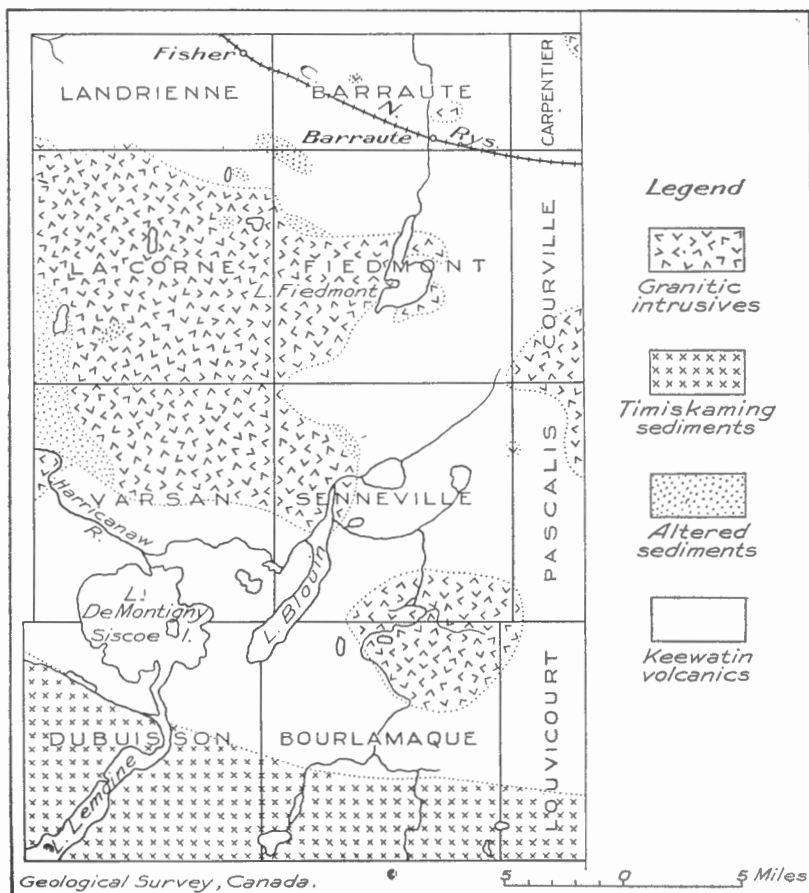 Fisher
LANDRIENNE
C. N. Rys.
BARRAUTE
Barraute
CARPENTIER
LA CORNE
FIEDMONT
L. Fiedmont
COURVILLE
VARSAN
SENNEVILLE
PASCALIS
Harricanaw
R.
L.
DeMontigny
Siscoe I.
L. Blouin
DUBUISSON
BOURLAMAQUE
LOUVICOURT
L. Lemoine
Legend
Granitic
intrusives
Timiskaming
sediments
Altered
sediments
Keewatin
volcanics
Geological Survey, Canada.
5 0 5 Miles